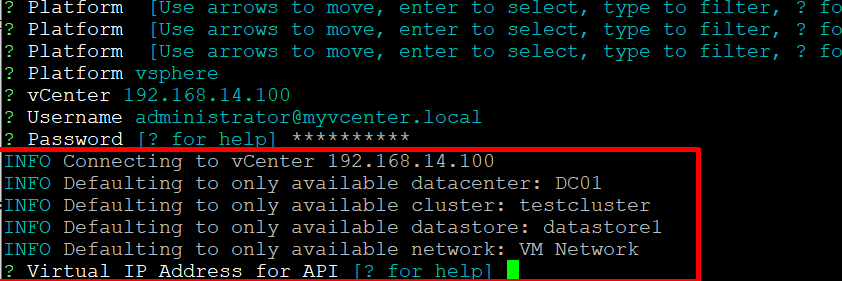 ? Platform  [Use arrows to move, enter to select, type to filter, ? fo
? Platform  [Use arrows to move, enter to select, type to filter, ? fo
? Platform  [Use arrows to move, enter to select, type to filter, ? fo
? Platform vsphere
? vCenter 192.168.14.100
? Username administrator@myvcenter.local
? Password [? for help] **********
INFO Connecting to vCenter 192.168.14.100
INFO Defaulting to only available datacenter: DC01
INFO Defaulting to only available cluster: testcluster
INFO Defaulting to only available datastore: datastore1
INFO Defaulting to only available network: VM Network
? Virtual IP Address for API [? for help]